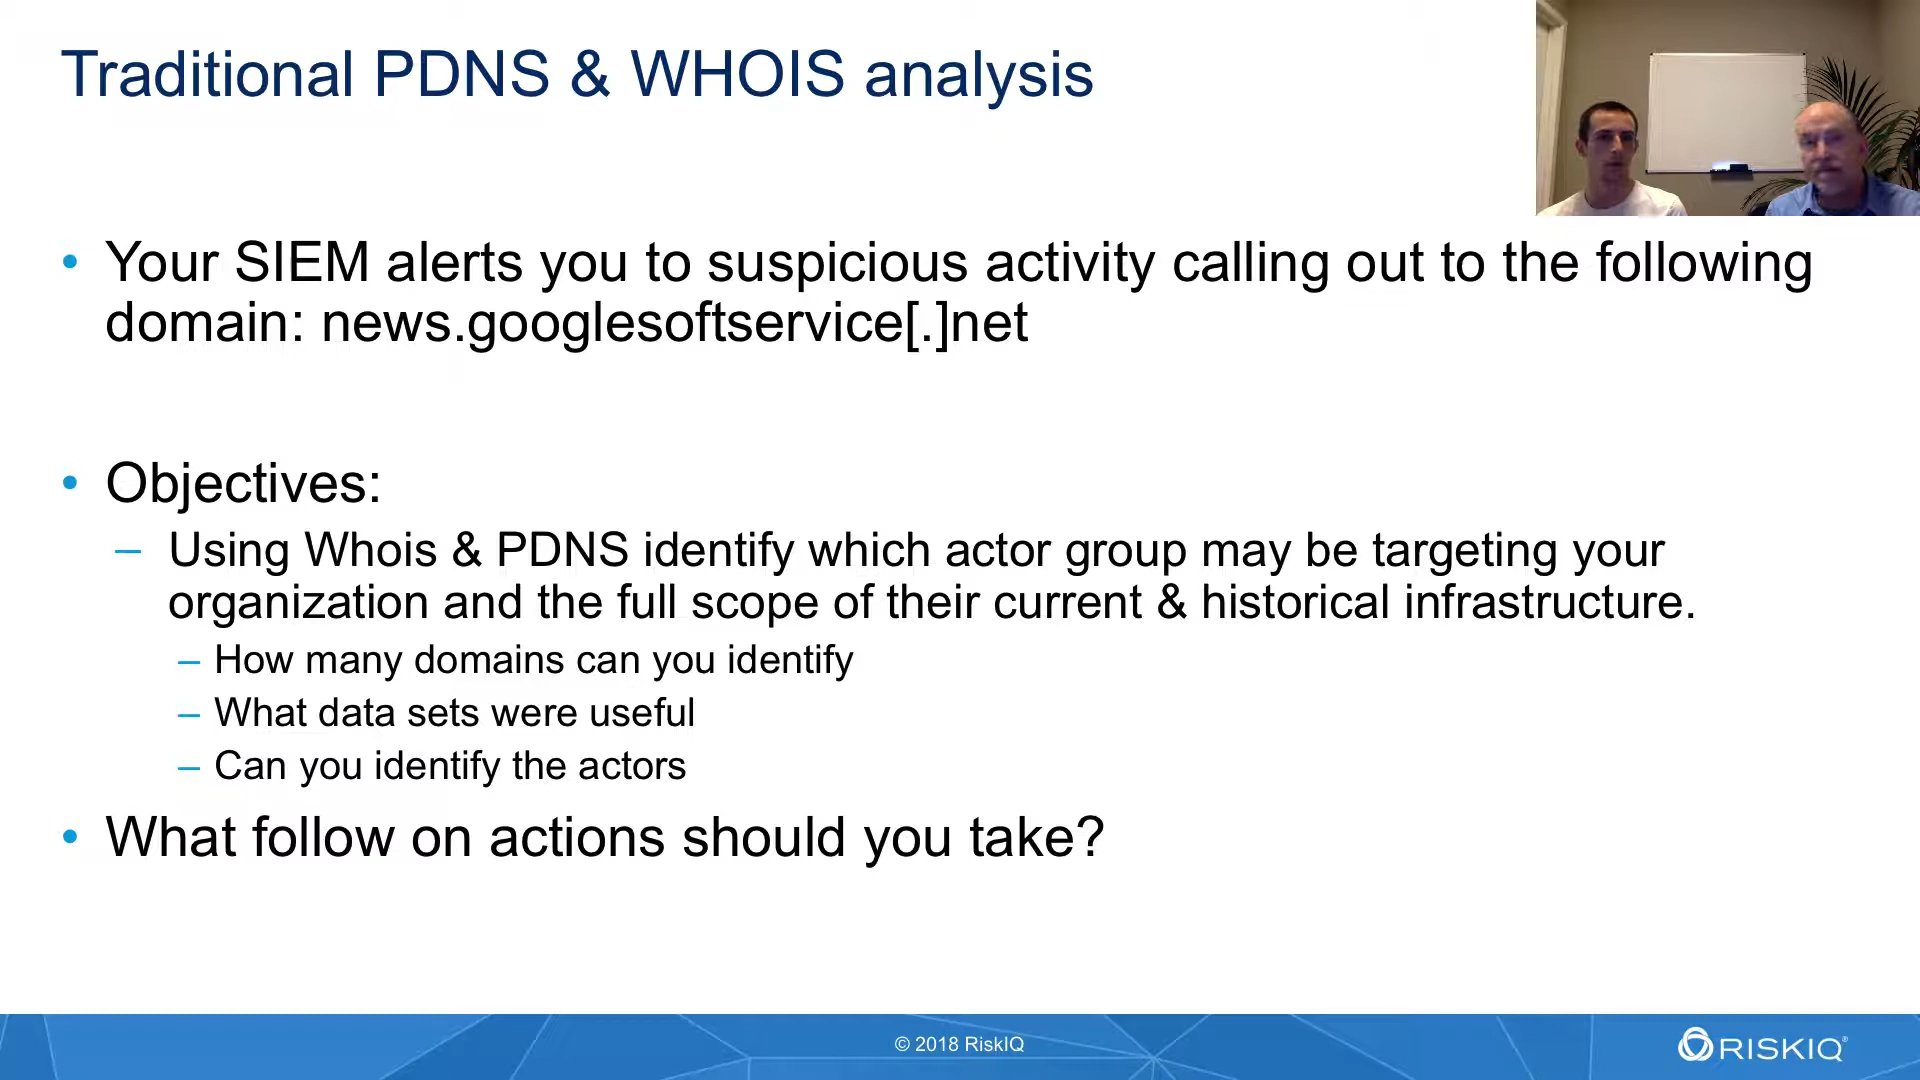 Traditional PDNS & WHOIS analysis
• Your SIEM alerts you to suspicious activity calling out to the following
domain: news.googlesoftservice[.]net
• Objectives:
– Using Whois & PDNS identify which actor group may be targeting your
organization and the full scope of their current & historical infrastructure.
– How many domains can you identify
– What data sets were useful
– Can you identify the actors
• What follow on actions should you take?
© 2018 RiskIQ
RISKIQ®